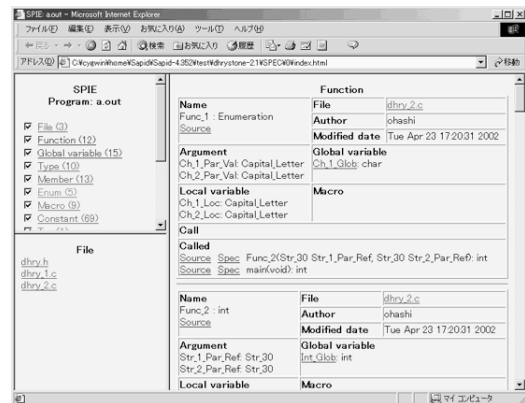 SPIE: a.out - Microsoft Internet Explorer
ファイル(F) 編集(E) 表示(V) お気に入り(A) ツール(T) ヘルプ(H)
戻る 検索 お気に入り 履歴
アドレス(D) C:¥cygwin¥home¥Sapid¥Sapid-4.352¥test¥dhrystone-2.1¥SPEC¥0¥index.html 移動
SPIE
Program: a.out
File (3)
Function (12)
Global variable (15)
Type (10)
Member (13)
Enum (5)
Macro (9)
Constant (69)
File
dhry.h
dhry_1.c
dhry_2.c
Function
Name File dhry_2.c
Func_1 : Enumeration Author ohashi
Source Modified date Tue Apr 23 17:20:31 2002
Argument Global variable
Ch_1_Par_Val: Capital_Letter Ch_1_Glob: char
Ch_2_Par_Val: Capital_Letter
Local variable Macro
Ch_1_Loc: Capital_Letter
Ch_2_Loc: Capital_Letter
Call
Called
Source Spec Func_2(Str_30 Str_1_Par_Ref, Str_30 Str_2_Par_Ref): int
Source Spec main(void): int
Name File dhry_2.c
Func_2 : int Author ohashi
Source Modified date Tue Apr 23 17:20:31 2002
Argument Global variable
Str_1_Par_Ref: Str_30 Int_Glob: int
Str_2_Par_Ref: Str_30
Local variable Macro
マイ コンピュータ